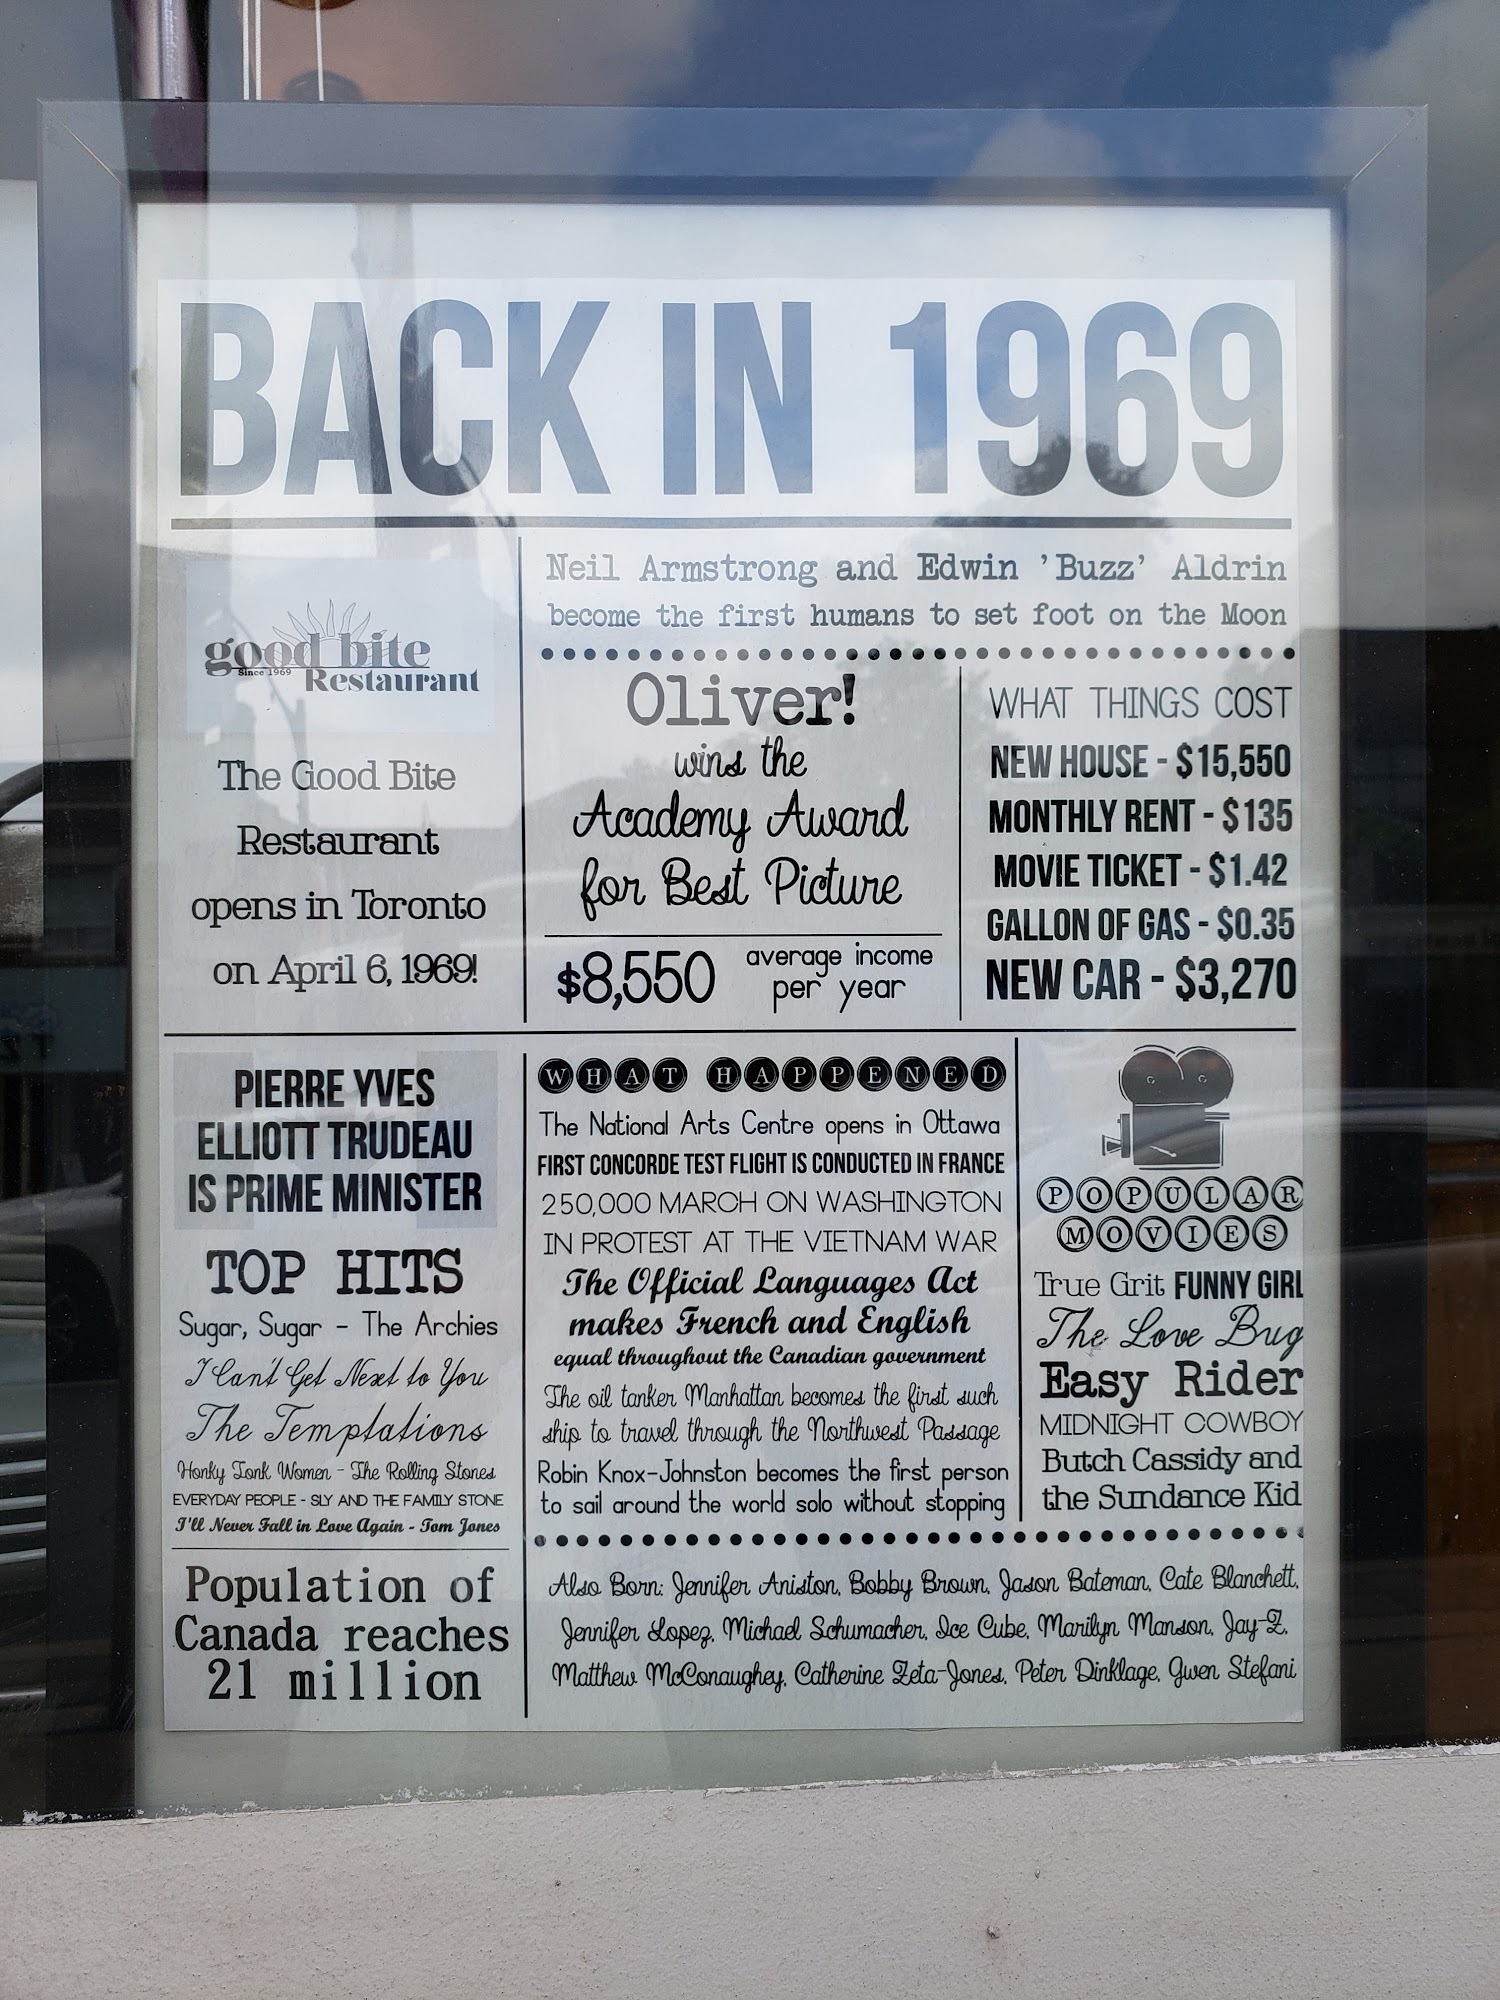 BACK IN 1969
good bite
Since 1969
Restaurant
The Good Bite
Restaurant
opens in Toronto
on April 6, 1969!
Neil Armstrong and Edwin 'Buzz' Aldrin
become the first humans to set foot on the Moon
Oliver!
wins the
Academy Award
for Best Picture
$8,550
average income
per year
WHAT THINGS COST
NEW HOUSE - $15,550
MONTHLY RENT - $135
MOVIE TICKET - $1.42
GALLON OF GAS - $0.35
NEW CAR - $3,270
PIERRE YVES
ELLIOTT TRUDEAU
IS PRIME MINISTER
TOP HITS
Sugar, Sugar - The Archies
I Can't Get Next to You
The Temptations
Honky Tonk Women - The Rolling Stones
EVERYDAY PEOPLE - SLY AND THE FAMILY STONE
I'll Never Fall in Love Again - Tom Jones
Population of
Canada reaches
21 million
WHAT HAPPENED
The National Arts Centre opens in Ottawa
FIRST CONCORDE TEST FLIGHT IS CONDUCTED IN FRANCE
250,000 MARCH ON WASHINGTON
IN PROTEST AT THE VIETNAM WAR
The Official Languages Act
makes French and English
equal throughout the Canadian government
The oil tanker Manhattan becomes the first such
ship to travel through the Northwest Passage
Robin Knox-Johnston becomes the first person
to sail around the world solo without stopping
POPULAR
MOVIES
True Grit FUNNY GIRL
The Love Bug
Easy Rider
MIDNIGHT COWBOY
Butch Cassidy and
the Sundance Kid
Also Born: Jennifer Aniston, Bobby Brown, Jason Bateman, Cate Blanchett,
Jennifer Lopez, Michael Schumacher, Ice Cube, Marilyn Manson, Jay-Z,
Matthew McConaughey, Catherine Zeta-Jones, Peter Dinklage, Gwen Stefani